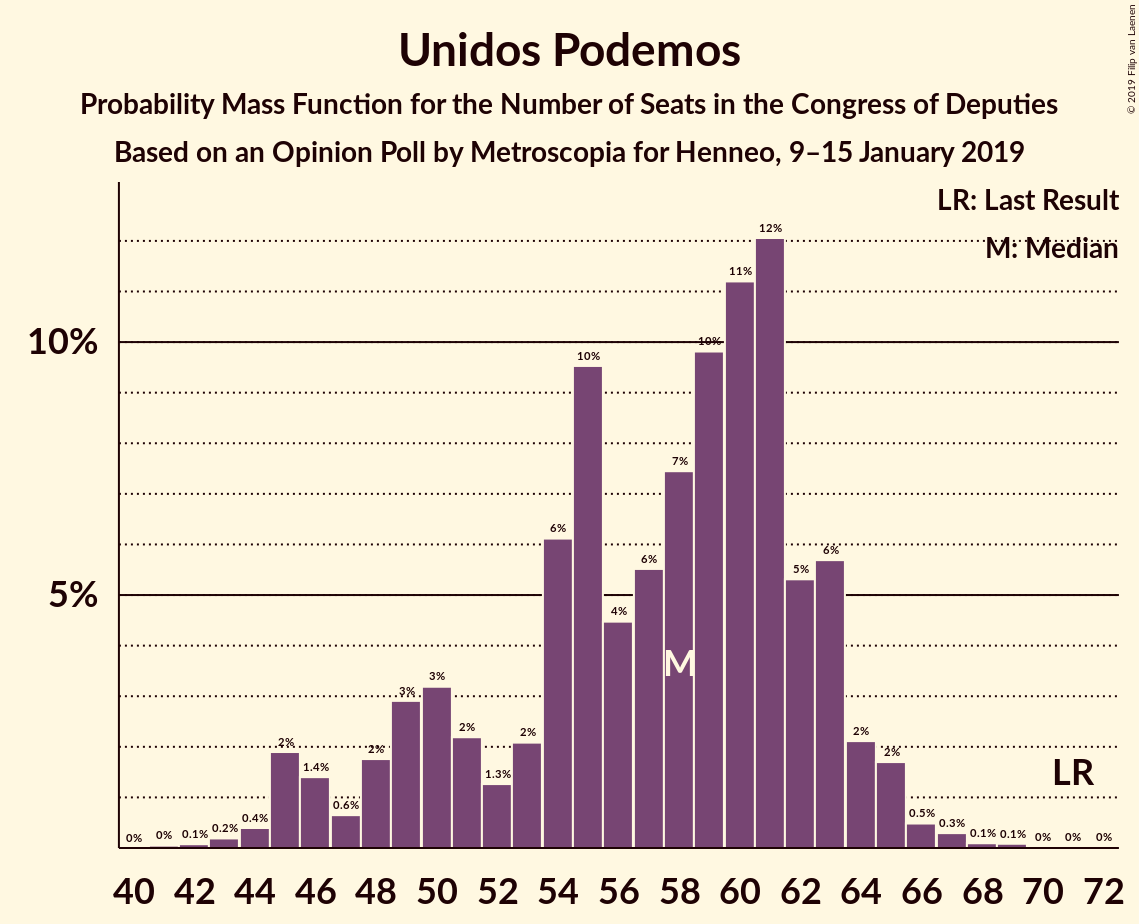 Unidos Podemos
Probability Mass Function for the Number of Seats in the Congress of Deputies
Based on an Opinion Poll by Metroscopia for Henneo, 9–15 January 2019
© 2019 Filip van Laenen
LR: Last Result
M: Median
10%
5%
0% 0% 0.1% 0.2% 0.4% 2% 1.4% 0.6% 2% 3% 3% 2% 1.3% 2% 6% 10% 4% 6% 7% 10% 11% 12% 5% 6% 2% 2% 0.5% 0.3% 0.1% 0.1% 0% 0% 0%
M
LR
40 42 44 46 48 50 52 54 56 58 60 62 64 66 68 70 72